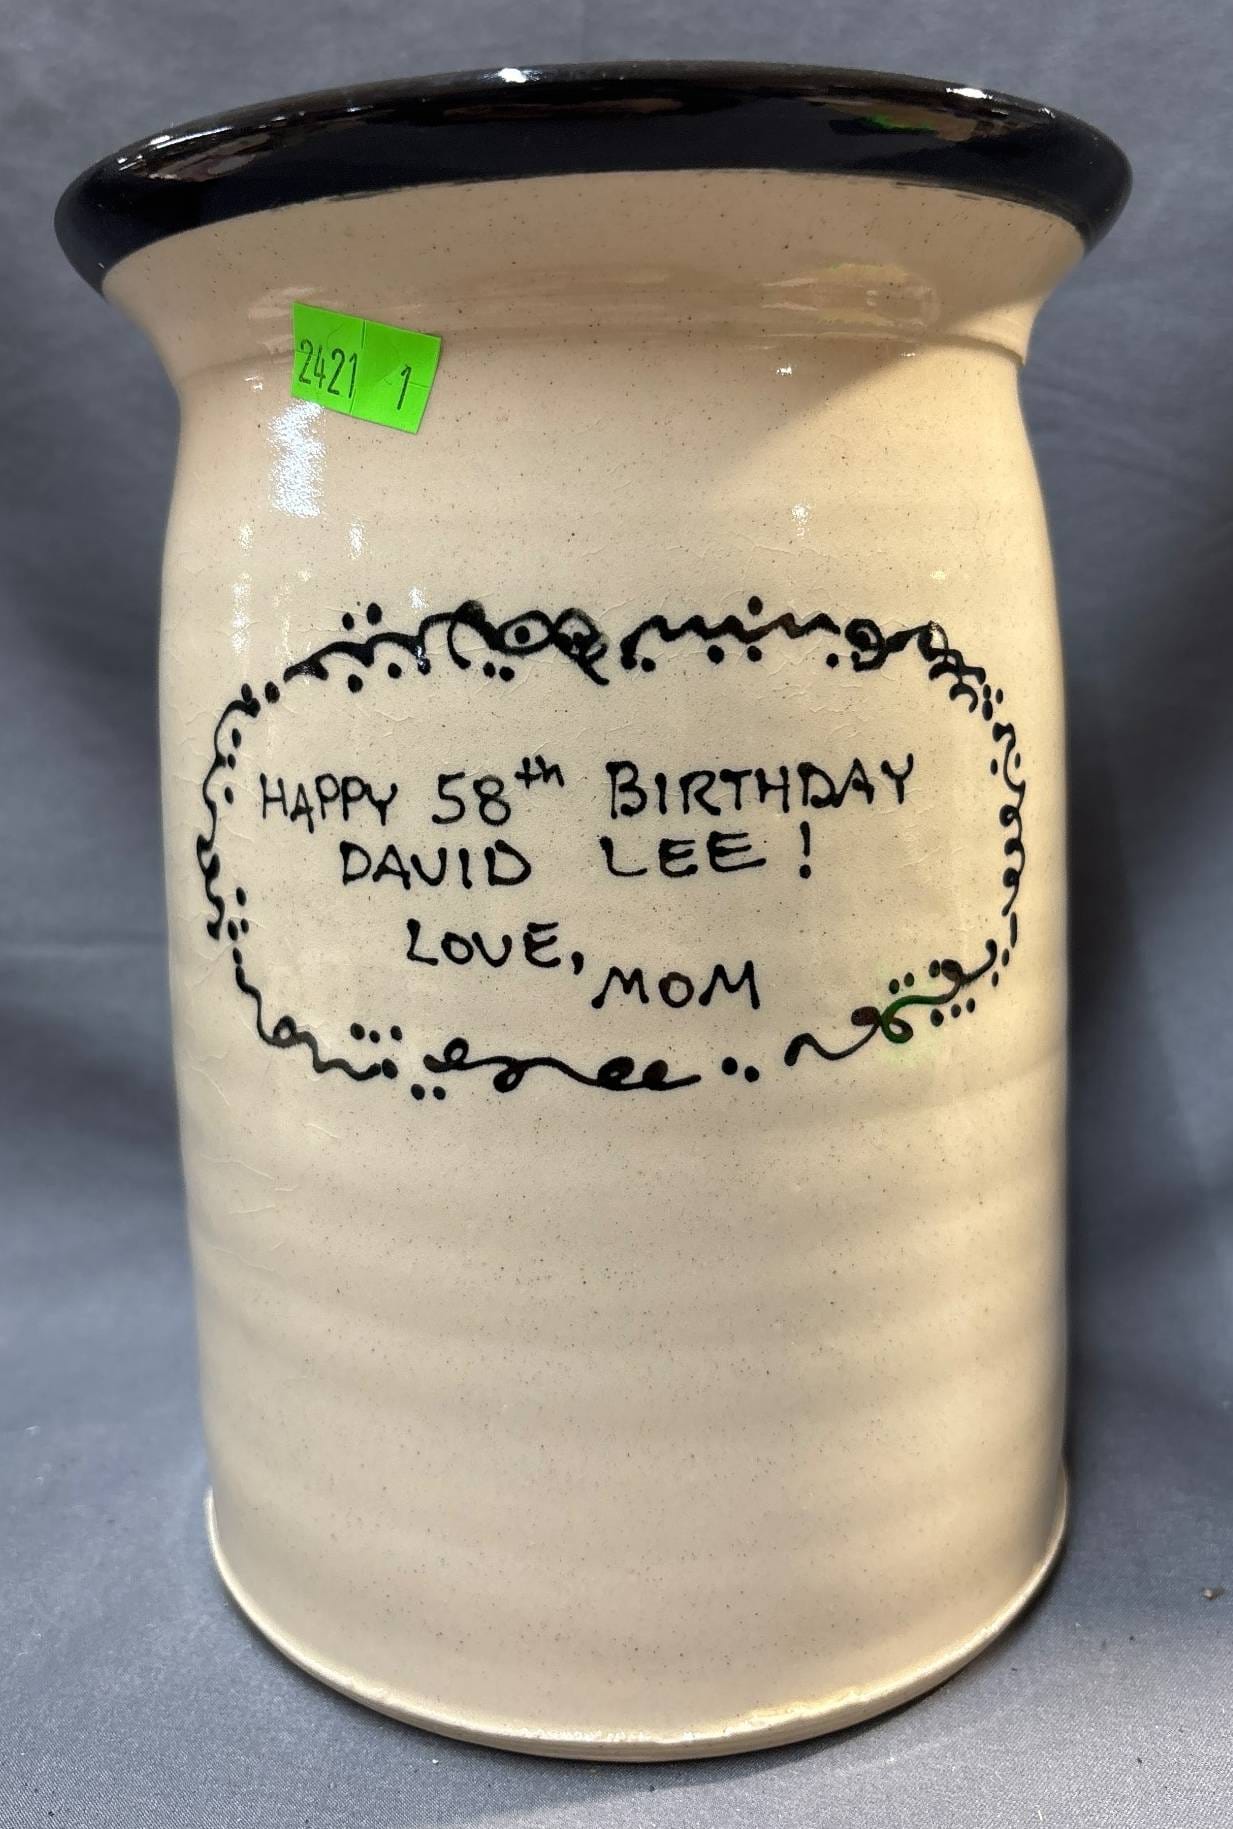 2421 1
HAPPY 58th BIRTHDAY
DAVID LEE!
LOVE,
MOM